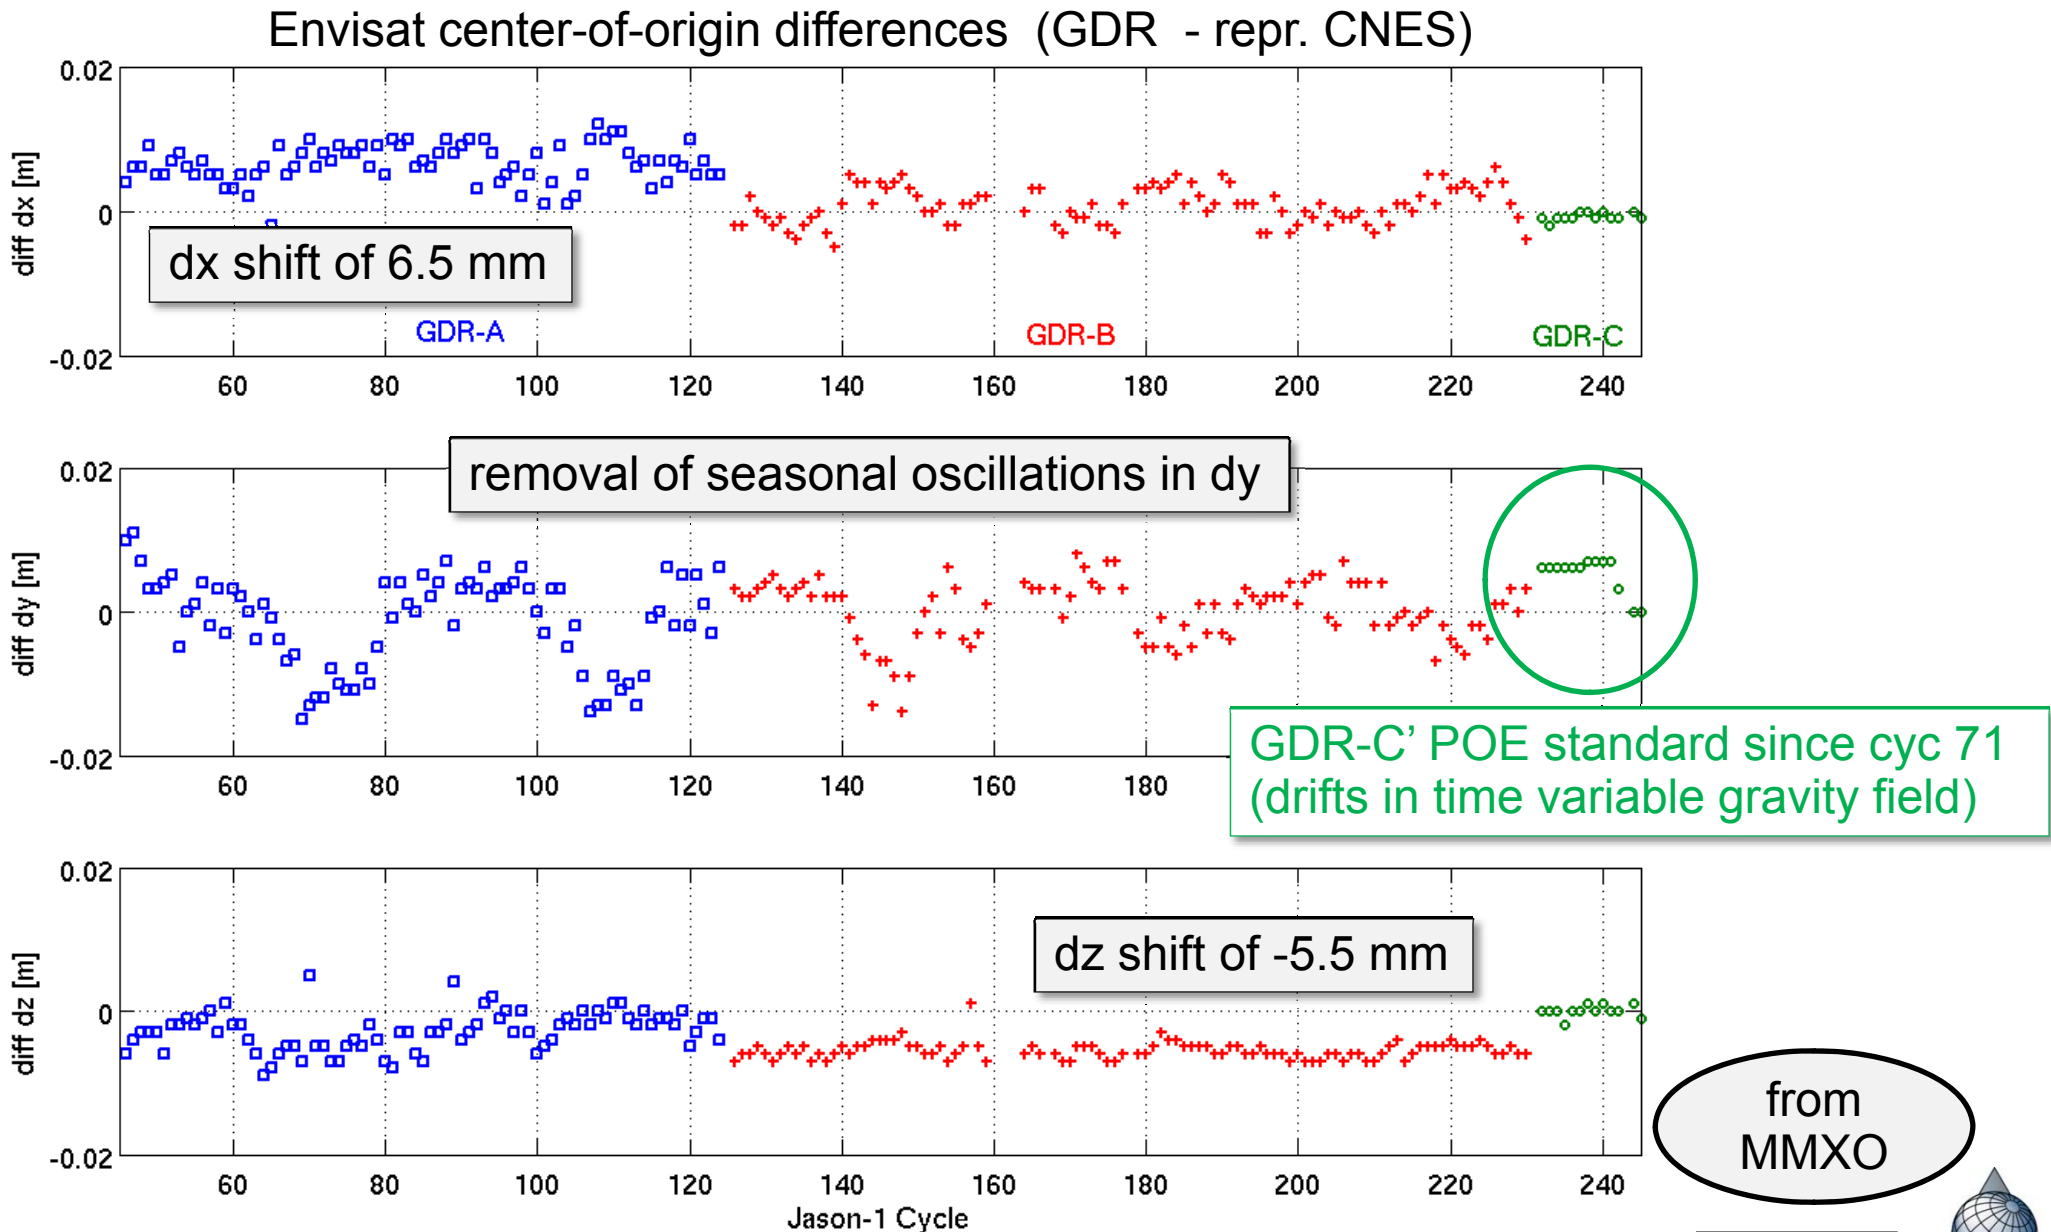 Envisat center-of-origin differences (GDR - repr. CNES)
0.02
0
-0.02
diff dx [m]
dx shift of 6.5 mm
GDR-A
GDR-B
GDR-C
60 80 100 120 140 160 180 200 220 240
removal of seasonal oscillations in dy
0.02
0
-0.02
diff dy [m]
GDR-C’ POE standard since cyc 71
(drifts in time variable gravity field)
60 80 100 120 140 160 180
0.02
0
-0.02
diff dz [m]
dz shift of -5.5 mm
from
MMXO
60 80 100 120 140 160 180 200 220 240
Jason-1 Cycle